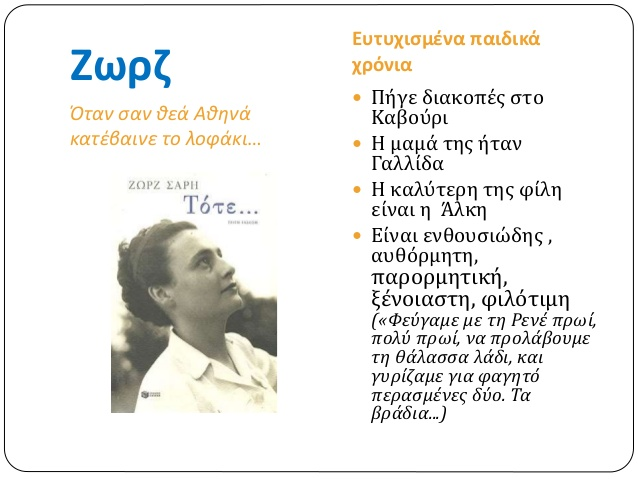 Ζωρζ
Όταν σαν θεά Αθηνά
κατέβαινε το λοφάκι…
ΖΩΡΖ ΣΑΡΗ
Τότε...
Ευτυχισμένα παιδικά
χρόνια
• Πήγε διακοπές στο
Καβούρι
• Η μαμά της ήταν
Γαλλίδα
• Η καλύτερη της φίλη
είναι η Άλκη
• Είναι ενθουσιώδης ,
αυθόρμητη,
παρορμητική,
ξένοιαστη, φιλότιμη
(«Φεύγαμε με τη Ρενέ πρωί,
πολύ πρωί, να προλάβουμε
τη θάλασσα λάδι, και
γυρίζαμε για φαγητό
περασμένες δύο. Τα
βράδια...)